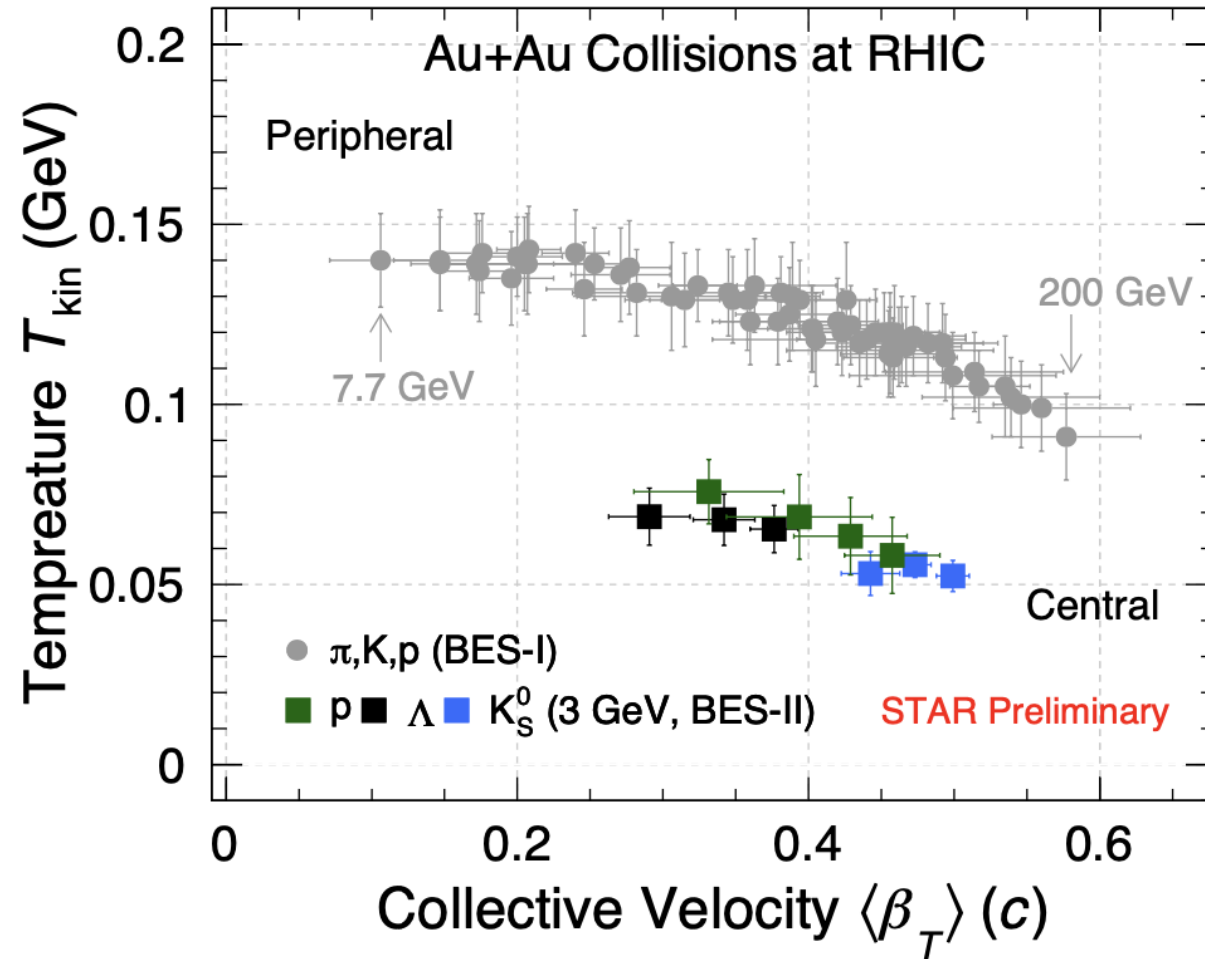 Au+Au Collisions at RHIC
Peripheral
200 GeV
7.7 GeV
Central
π,K,p (BES-I)
p Λ K⁰_S (3 GeV, BES-II)
STAR Preliminary
Tempreature T_kin (GeV)
0.2
0.15
0.1
0.05
0
0 0.2 0.4 0.6
Collective Velocity ⟨β_T⟩ (c)